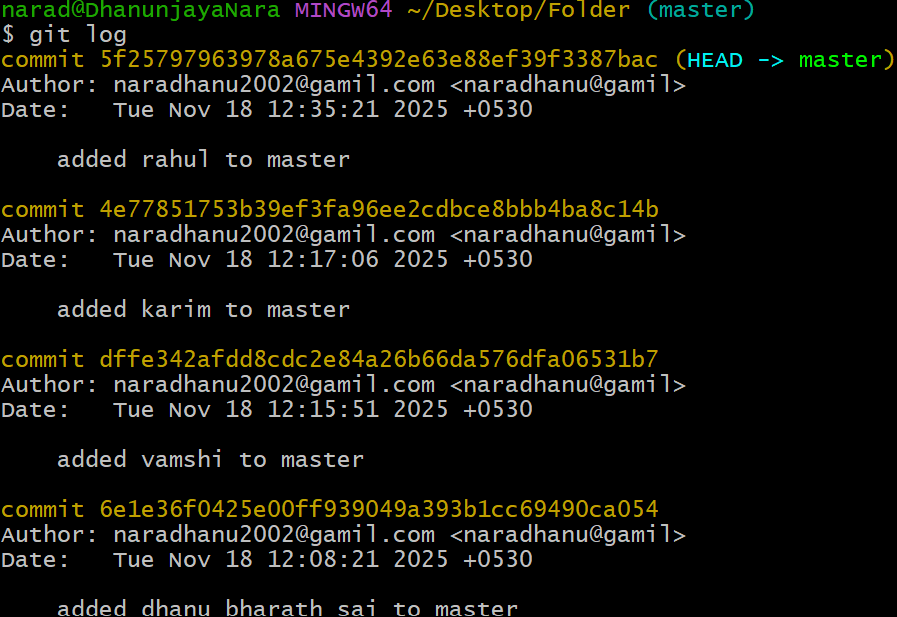 narad@DhanunjayaNara MINGW64 ~/Desktop/Folder (master)
$ git log
commit 5f25797963978a675e4392e63e88ef39f3387bac (HEAD -> master)
Author: naradhanu2002@gamil.com <naradhanu@gamil>
Date:   Tue Nov 18 12:35:21 2025 +0530
    added rahul to master
commit 4e77851753b39ef3fa96ee2cdbce8bbb4ba8c14b
Author: naradhanu2002@gamil.com <naradhanu@gamil>
Date:   Tue Nov 18 12:17:06 2025 +0530
    added karim to master
commit dffe342afdd8cdc2e84a26b66da576dfa06531b7
Author: naradhanu2002@gamil.com <naradhanu@gamil>
Date:   Tue Nov 18 12:15:51 2025 +0530
    added vamshi to master
commit 6e1e36f0425e00ff939049a393b1cc69490ca054
Author: naradhanu2002@gamil.com <naradhanu@gamil>
Date:   Tue Nov 18 12:08:21 2025 +0530
    added dhanu bharath sai to master